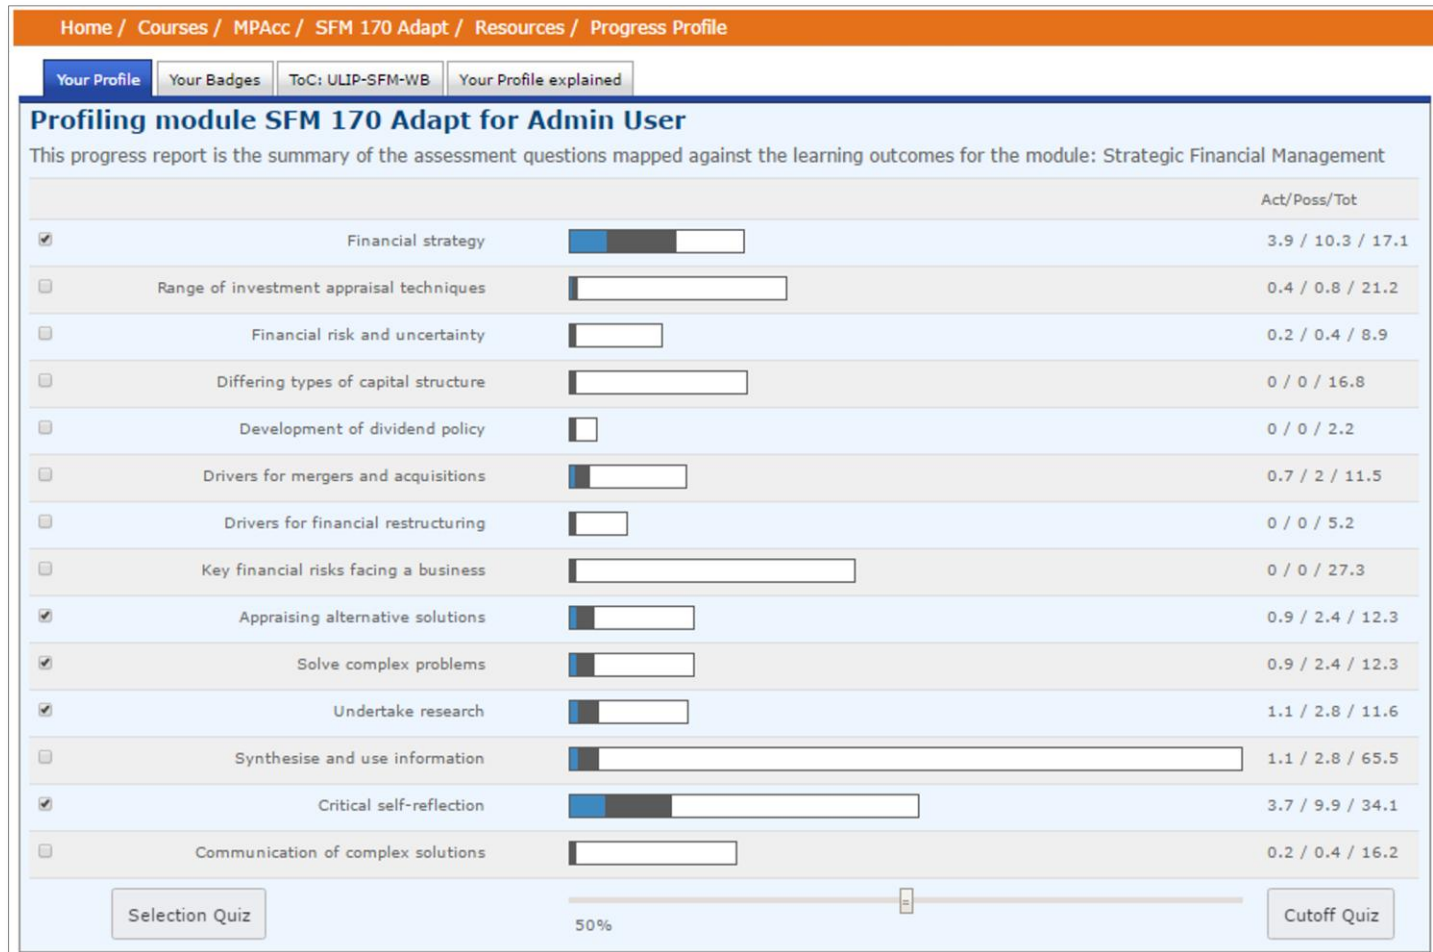 Home / Courses / MPAcc / SFM 170 Adapt / Resources / Progress Profile
Your Profile Your Badges ToC: ULIP-SFM-WB Your Profile explained
Profiling module SFM 170 Adapt for Admin User
This progress report is the summary of the assessment questions mapped against the learning outcomes for the module: Strategic Financial Management
Act/Poss/Tot
Financial strategy 3.9 / 10.3 / 17.1
Range of investment appraisal techniques 0.4 / 0.8 / 21.2
Financial risk and uncertainty 0.2 / 0.4 / 8.9
Differing types of capital structure 0 / 0 / 16.8
Development of dividend policy 0 / 0 / 2.2
Drivers for mergers and acquisitions 0.7 / 2 / 11.5
Drivers for financial restructuring 0 / 0 / 5.2
Key financial risks facing a business 0 / 0 / 27.3
Appraising alternative solutions 0.9 / 2.4 / 12.3
Solve complex problems 0.9 / 2.4 / 12.3
Undertake research 1.1 / 2.8 / 11.6
Synthesise and use information 1.1 / 2.8 / 65.5
Critical self-reflection 3.7 / 9.9 / 34.1
Communication of complex solutions 0.2 / 0.4 / 16.2
Selection Quiz 50% Cutoff Quiz